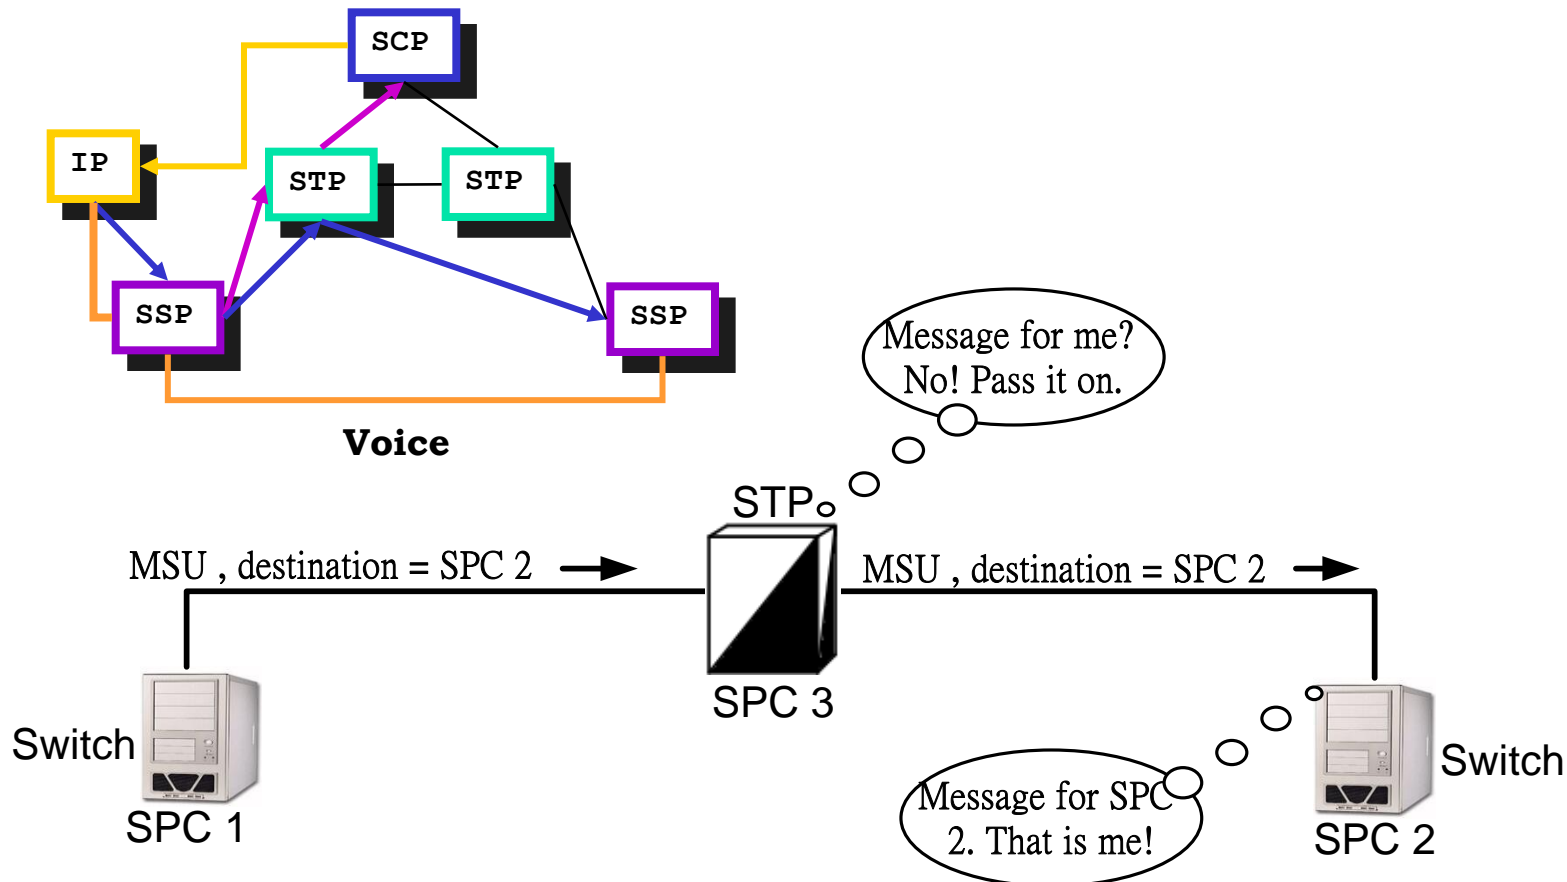 SCP
IP
STP
STP
SSP
SSP
Voice
Message for me?
No! Pass it on.
STP
MSU , destination = SPC 2
MSU , destination = SPC 2
SPC 3
Switch
SPC 1
Message for SPC
2. That is me!
Switch
SPC 2